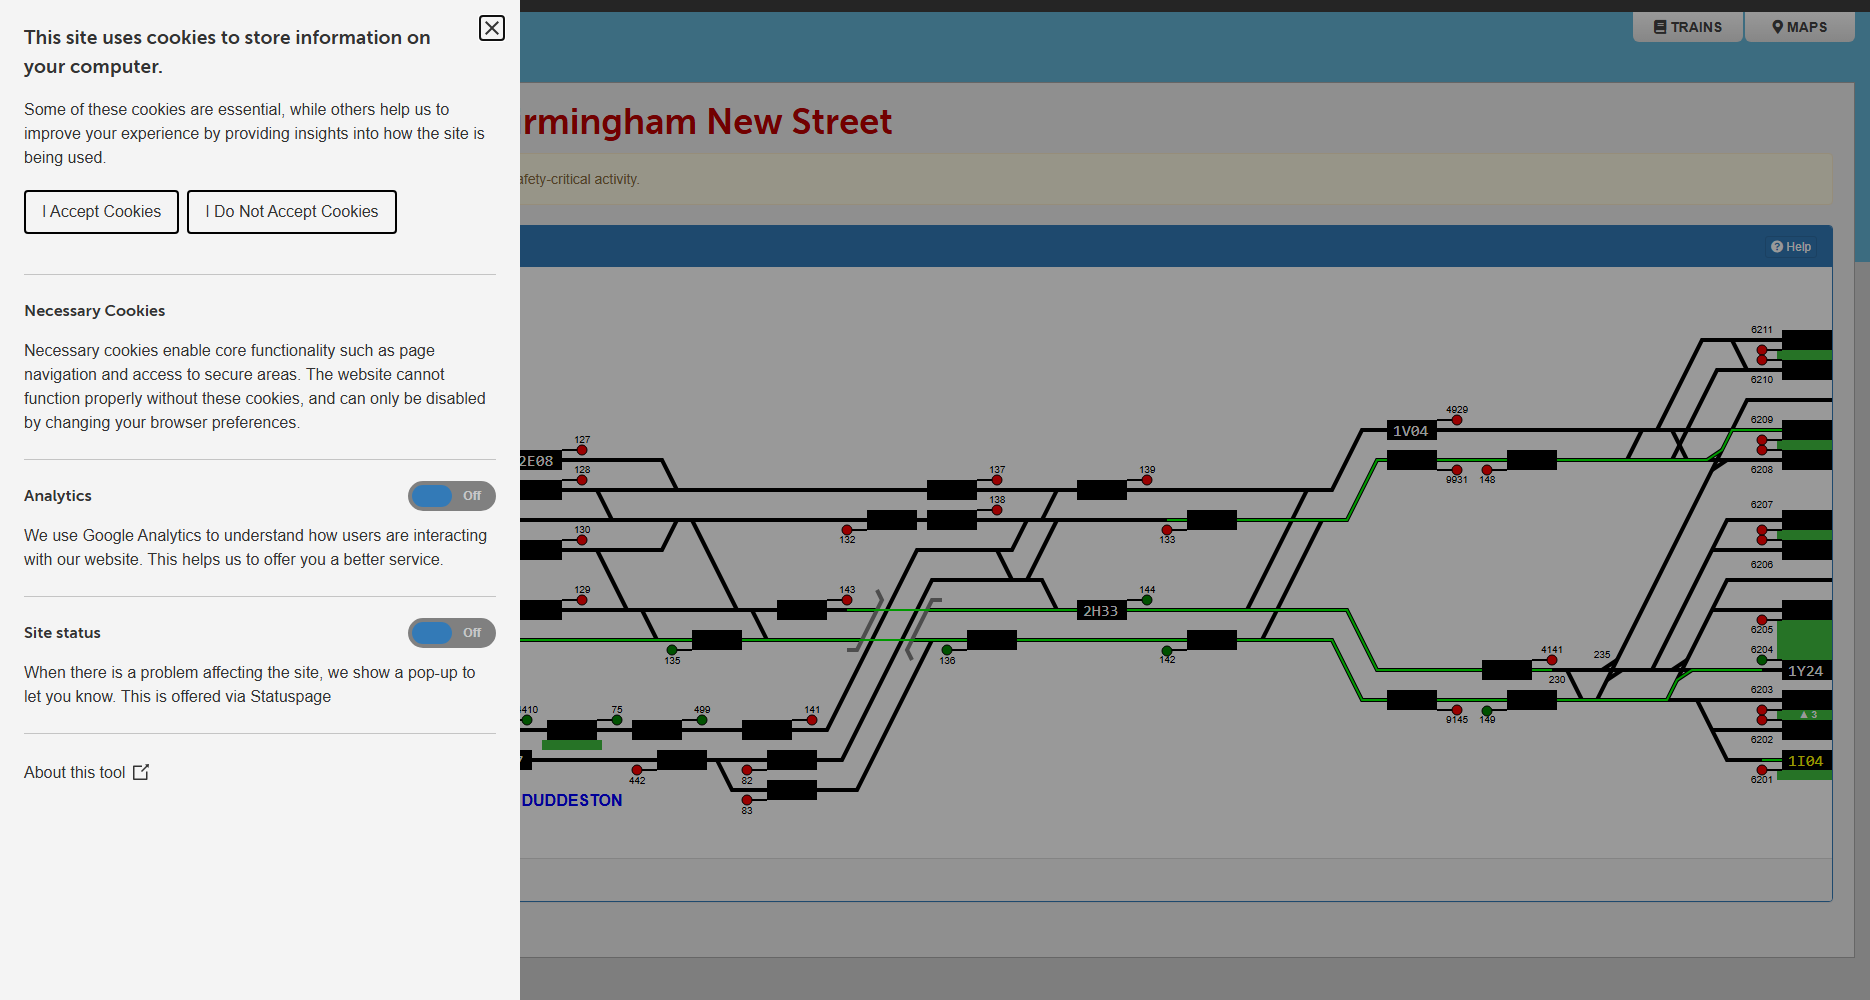 This site uses cookies to store information on
your computer.
Some of these cookies are essential, while others help us to
improve your experience by providing insights into how the site is
being used.
I Accept Cookies
I Do Not Accept Cookies
Necessary Cookies
Necessary cookies enable core functionality such as page
navigation and access to secure areas. The website cannot
function properly without these cookies, and can only be disabled
by changing your browser preferences.
Analytics
Off
We use Google Analytics to understand how users are interacting
with our website. This helps us to offer you a better service.
Site status
Off
When there is a problem affecting the site, we show a pop-up to
let you know. This is offered via Statuspage
About this tool
TRAINS
MAPS
rmingham New Street
afety-critical activity.
Help
6211
6210
4929
6209
1V04
127
2E08
128
137
139
9931
148
6208
138
6207
130
132
133
6206
129
143
144
2H33
6205
135
136
142
4141
235
6204
230
1Y24
6203
410
75
499
141
9145
149
3
6202
442
82
1I04
6201
DUDDESTON
83